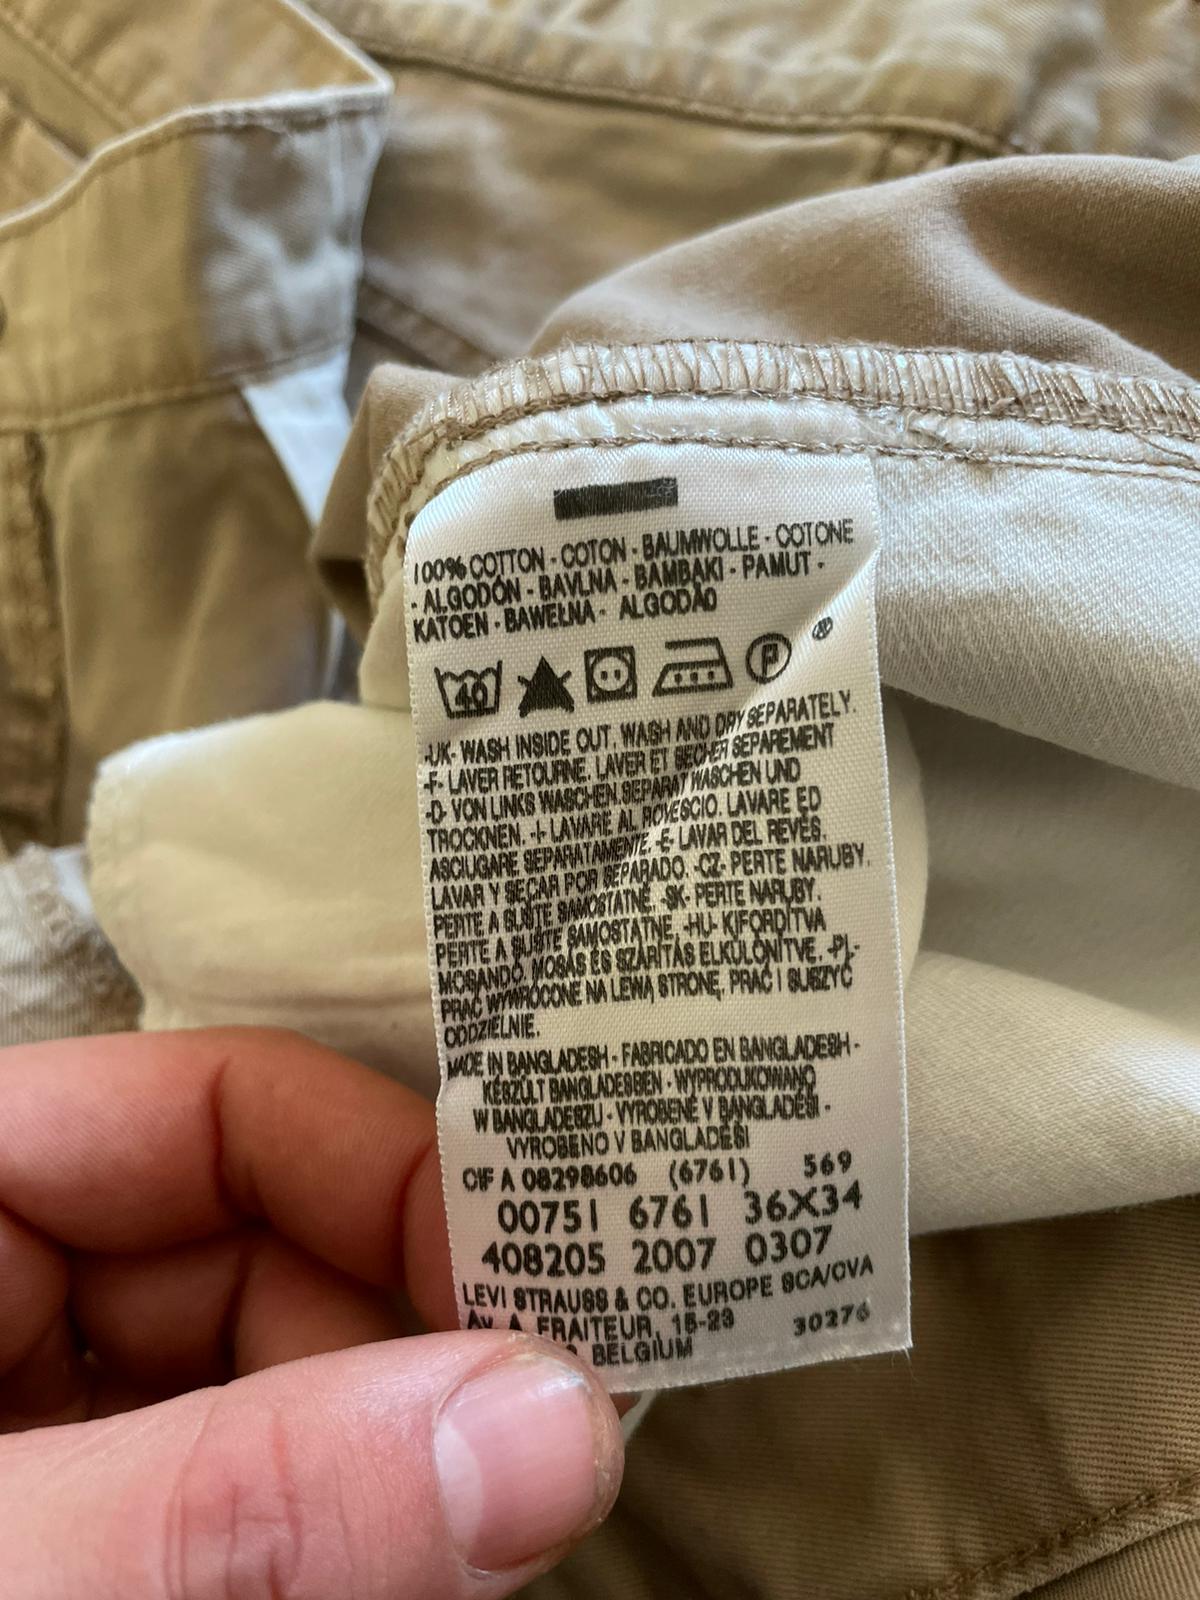 100% COTTON - COTON - BAUMWOLLE - COTONE
- ALGODÓN - BAVLNA - BAMBAKI - PAMUT -
KATOEN - BAWEŁNA - ALGODÃO
40 P ®
-UK- WASH INSIDE OUT. WASH AND DRY SEPARATELY.
-F- LAVER RETOURNE. LAVER ET SECHER SEPAREMENT
-D- VON LINKS WASCHEN.SEPARAT WASCHEN UND
TROCKNEN. -I- LAVARE AL ROVESCIO. LAVARE ED
ASCIUGARE SEPARATAMENTE. -E- LAVAR DEL REVÉS.
LAVAR Y SECAR POR SEPARADO. -CZ- PERTE NARUBY.
PERTE A SUŠTE SAMOSTATNĚ. -SK- PERTE NARUBY.
PERTE A SUŠTE SAMOSTATNE. -HU- KIFORDÍTVA
MOSANDÓ. MOSÁS ÉS SZÁRÍTÁS ELKÜLÖNÍTVE. -PL-
PRAĆ WYWRÓCONE NA LEWĄ STRONĘ. PRAĆ I SUSZYĆ
ODDZIELNIE.
MADE IN BANGLADESH - FABRICADO EN BANGLADESH -
KÉSZÜLT BANGLADESBEN - WYPRODUKOWANO
W BANGLADESZU - VYROBENÉ V BANGLADÉŠI -
VYROBENO V BANGLADÉŠI
CIF A 08298606 (6761) 569
00751 6761 36X34
408205 2007 0307
LEVI STRAUSS & CO. EUROPE SCA/CVA
AV. A. FRAITEUR, 15-23 30276
BELGIUM